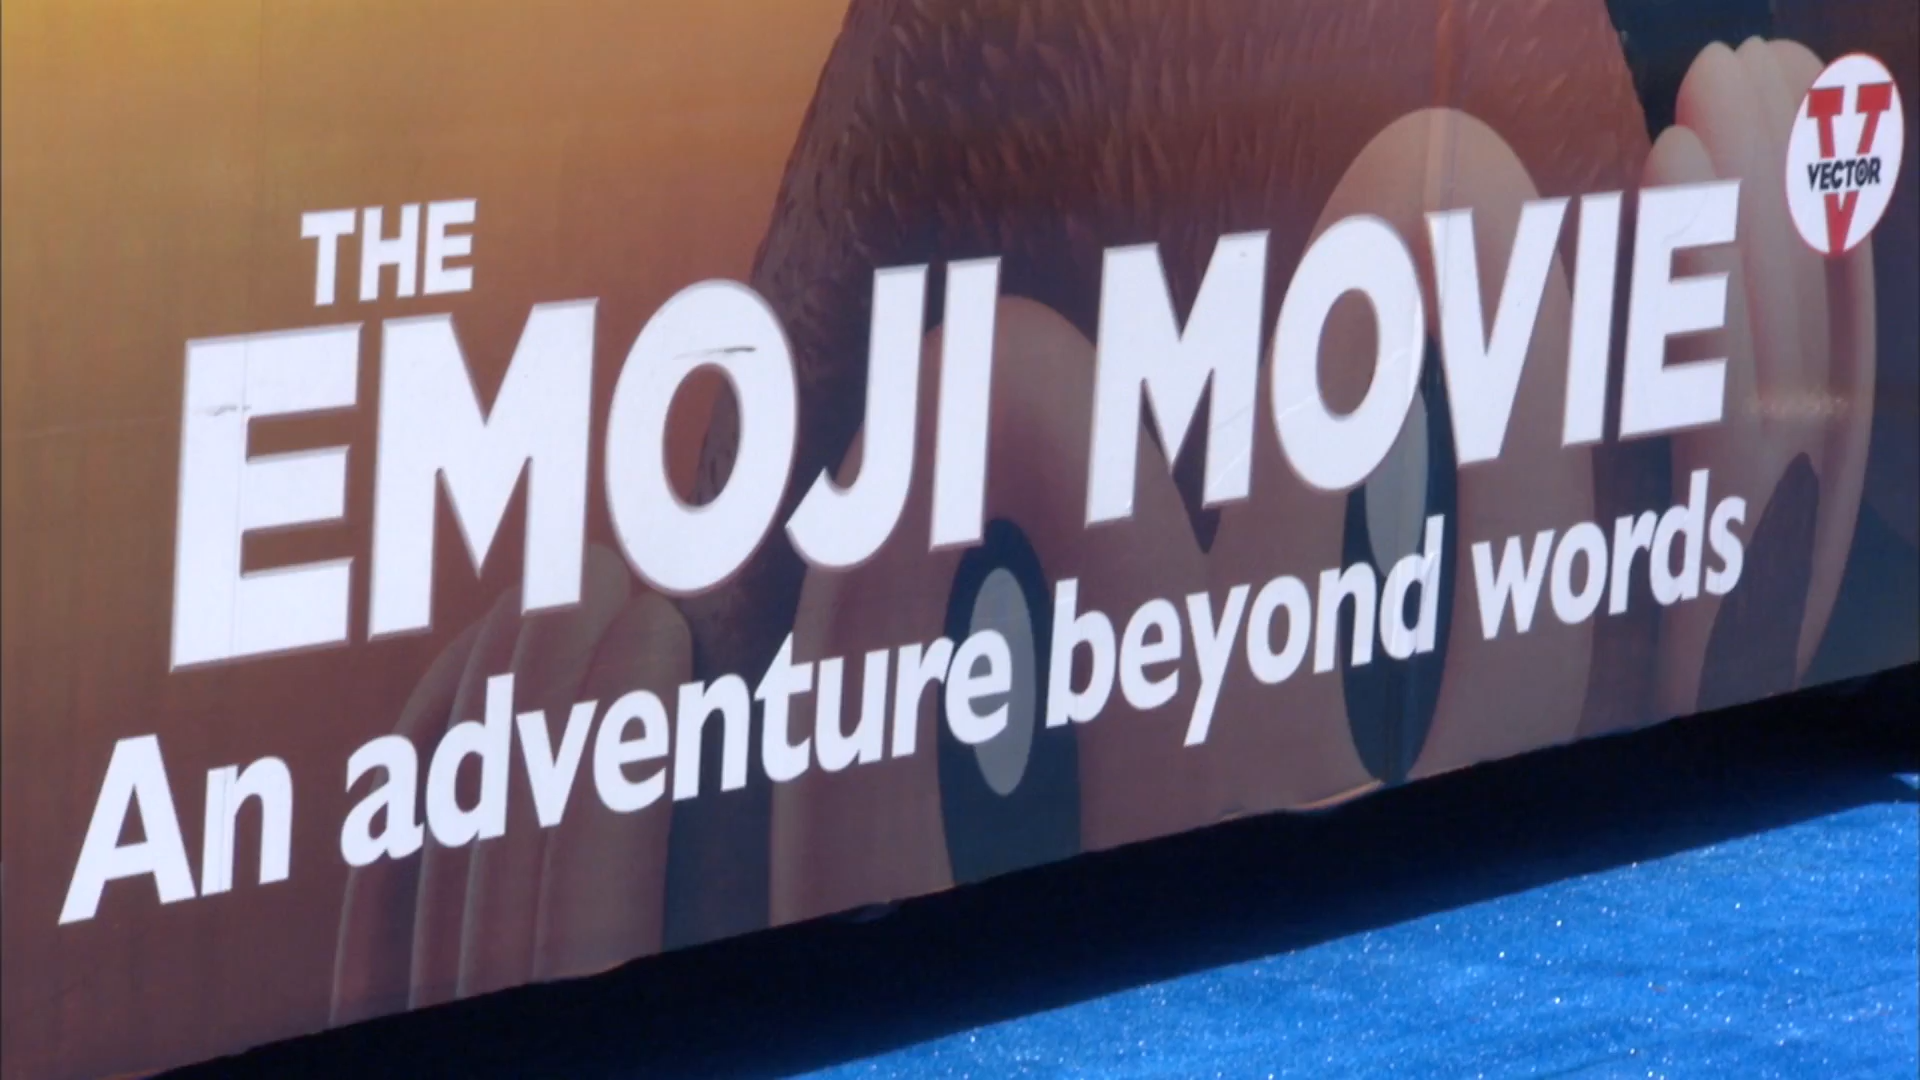 THE
EMOJI MOVIE
An adventure beyond words
VECTOR
V